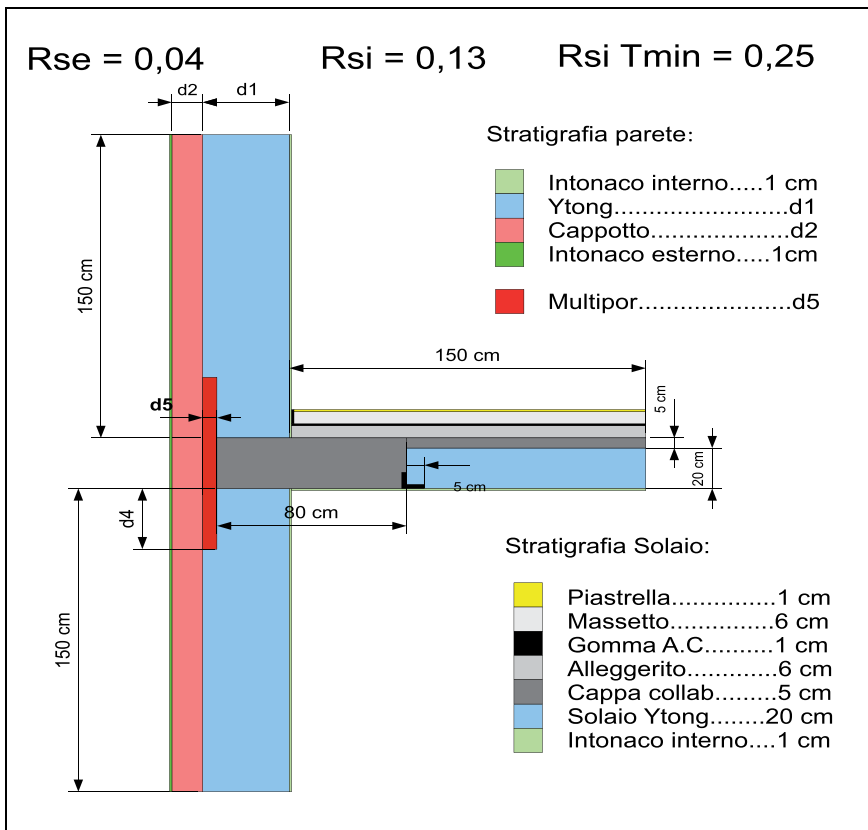 Rse = 0,04 Rsi = 0,13 Rsi Tmin = 0,25
d2 d1
Stratigrafia parete:
Intonaco interno.....1 cm
Ytong.........................d1
Cappotto....................d2
Intonaco esterno.....1cm
Multipor......................d5
150 cm
150 cm
d5
5 cm
20 cm
5 cm
80 cm
d4
150 cm
Stratigrafia Solaio:
Piastrella...............1 cm
Massetto...............6 cm
Gomma A.C..........1 cm
Alleggerito.............6 cm
Cappa collab.........5 cm
Solaio Ytong........20 cm
Intonaco interno....1 cm